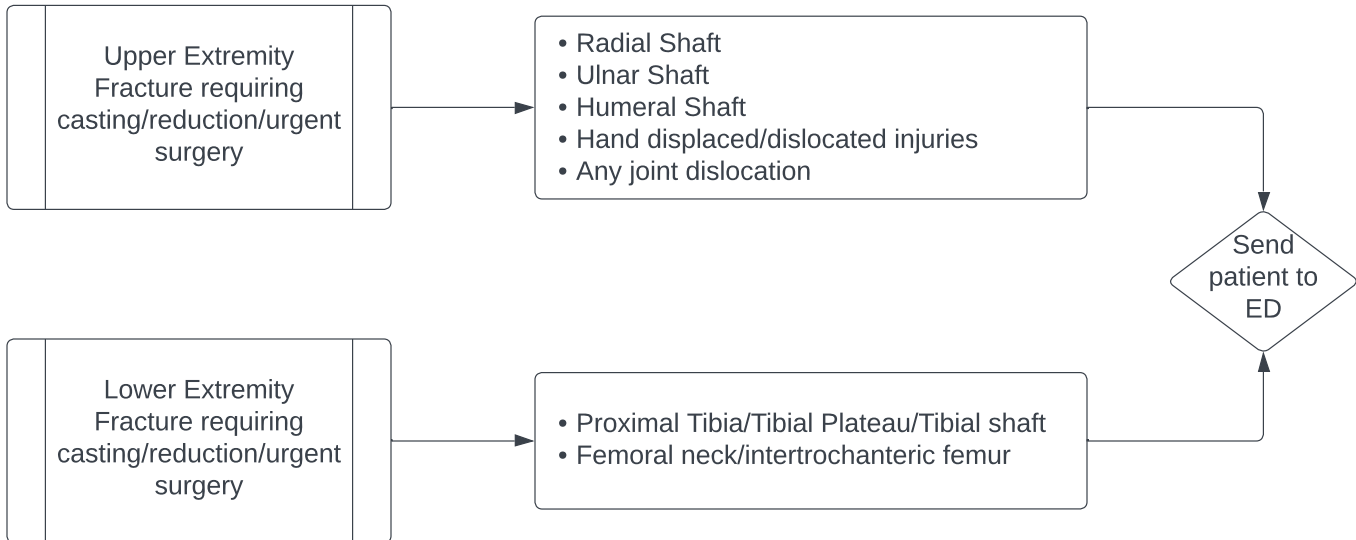 Upper Extremity
Fracture requiring
casting/reduction/urgent
surgery
• Radial Shaft
• Ulnar Shaft
• Humeral Shaft
• Hand displaced/dislocated injuries
• Any joint dislocation
Send
patient to
ED
Lower Extremity
Fracture requiring
casting/reduction/urgent
surgery
• Proximal Tibia/Tibial Plateau/Tibial shaft
• Femoral neck/intertrochanteric femur